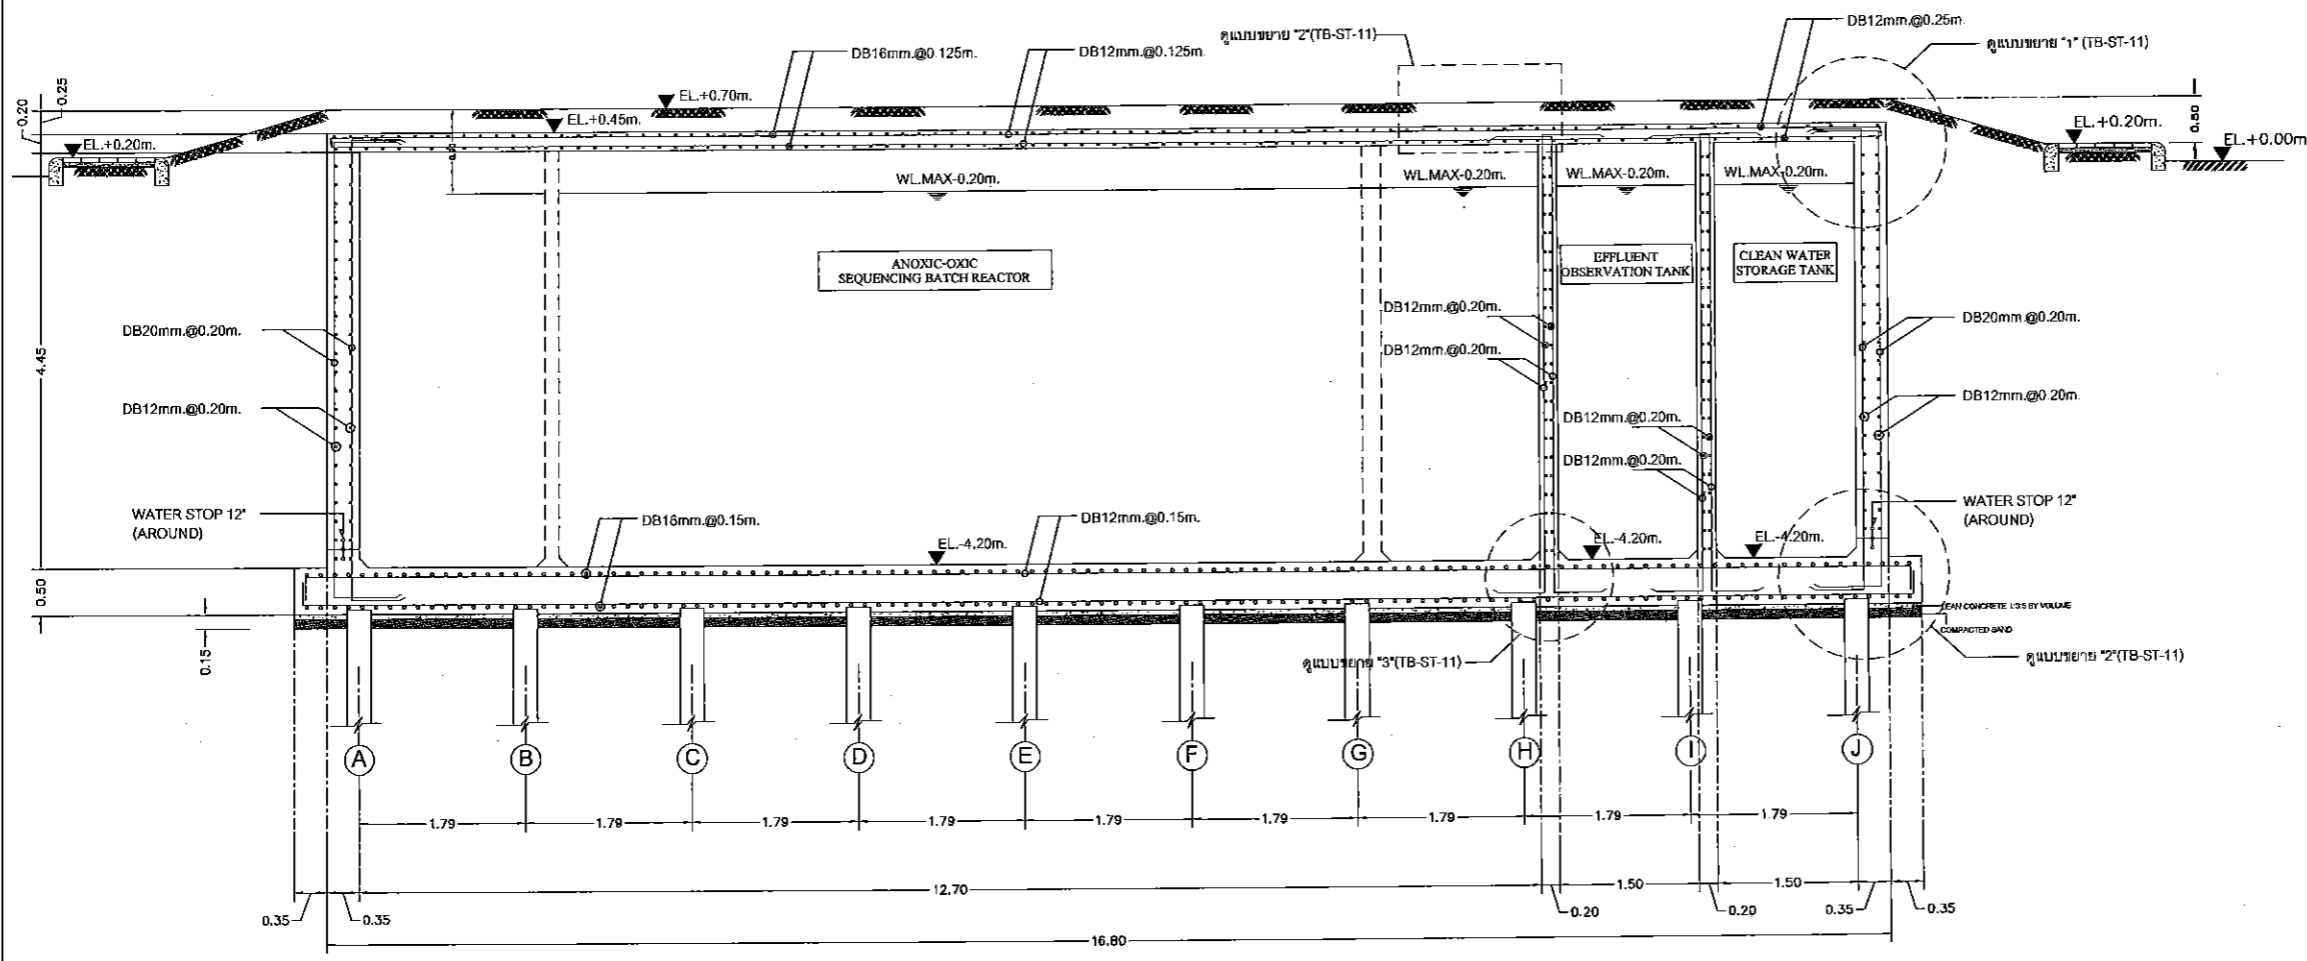 DB12mm.@0.25m.
ดูแบบขยาย "2"(TB-ST-11)
ดูแบบขยาย "1" (TB-ST-11)
DB16mm.@0.125m.
DB12mm.@0.125m.
0.20
0.25
EL.+0.70m.
EL.+0.45m.
EL.+0.20m.
EL.+0.20m.
0.50
EL.+0.00m
WL.MAX-0.20m.
WL.MAX-0.20m.
WL.MAX-0.20m.
WL.MAX-0.20m.
ANOXIC-OXIC
SEQUENCING BATCH REACTOR
EFFLUENT
OBSERVATION TANK
CLEAN WATER
STORAGE TANK
DB20mm.@0.20m.
DB12mm.@0.20m.
DB20mm.@0.20m.
4.45
DB12mm.@0.20m.
DB12mm.@0.20m.
DB12mm.@0.20m.
DB12mm.@0.20m.
DB12mm.@0.20m.
WATER STOP 12"
(AROUND)
DB16mm.@0.15m.
DB12mm.@0.15m.
WATER STOP 12"
(AROUND)
EL.-4.20m.
EL.-4.20m.
EL.-4.20m.
0.50
0.15
LEAN CONCRETE 1:3:5 BY VOLUME
COMPACTED SAND
ดูแบบขยาย "3"(TB-ST-11)
ดูแบบขยาย "2"(TB-ST-11)
A B C D E F G H I J
1.79 1.79 1.79 1.79 1.79 1.79 1.79 1.79 1.79
12.70 1.50 1.50
0.35 0.35 0.20 0.20 0.35 0.35
16.80